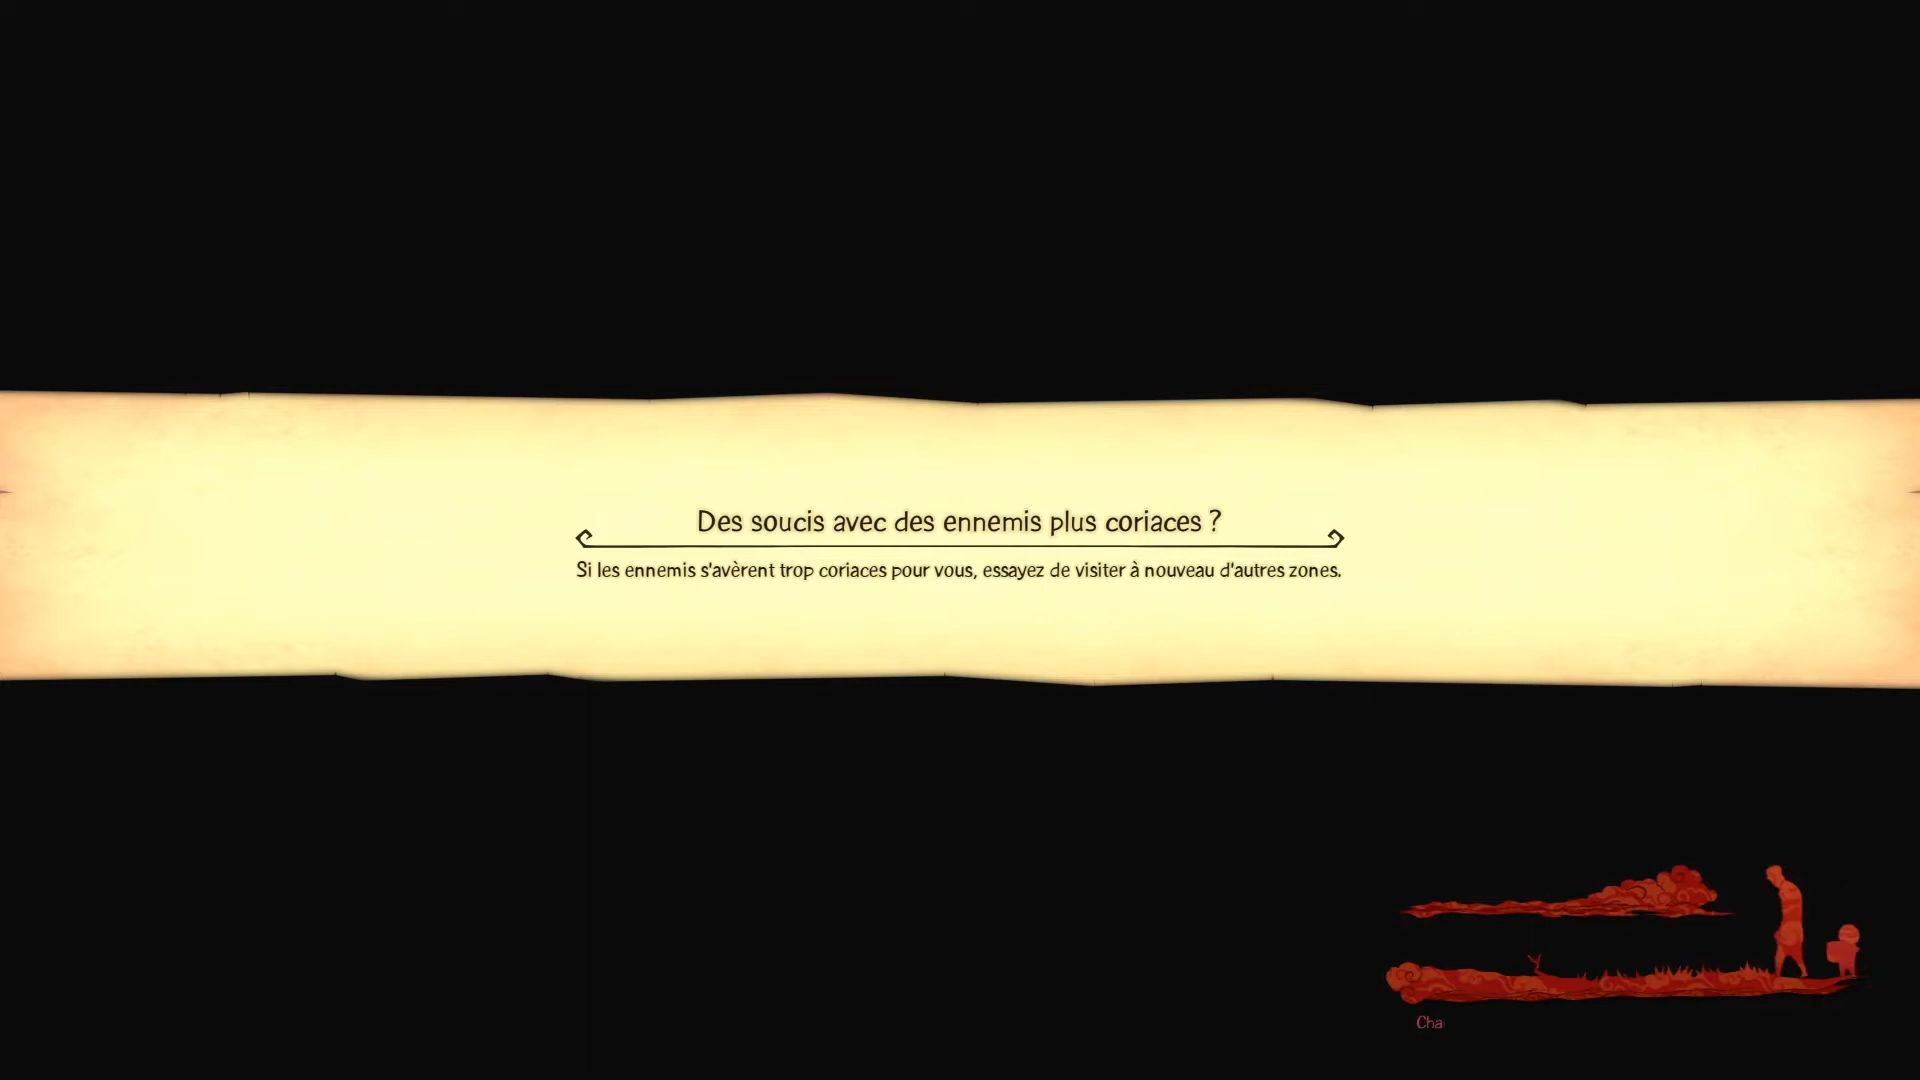 Des soucis avec des ennemis plus coriaces ?
Si les ennemis s'avèrent trop coriaces pour vous, essayez de visiter à nouveau d'autres zones.
Cha